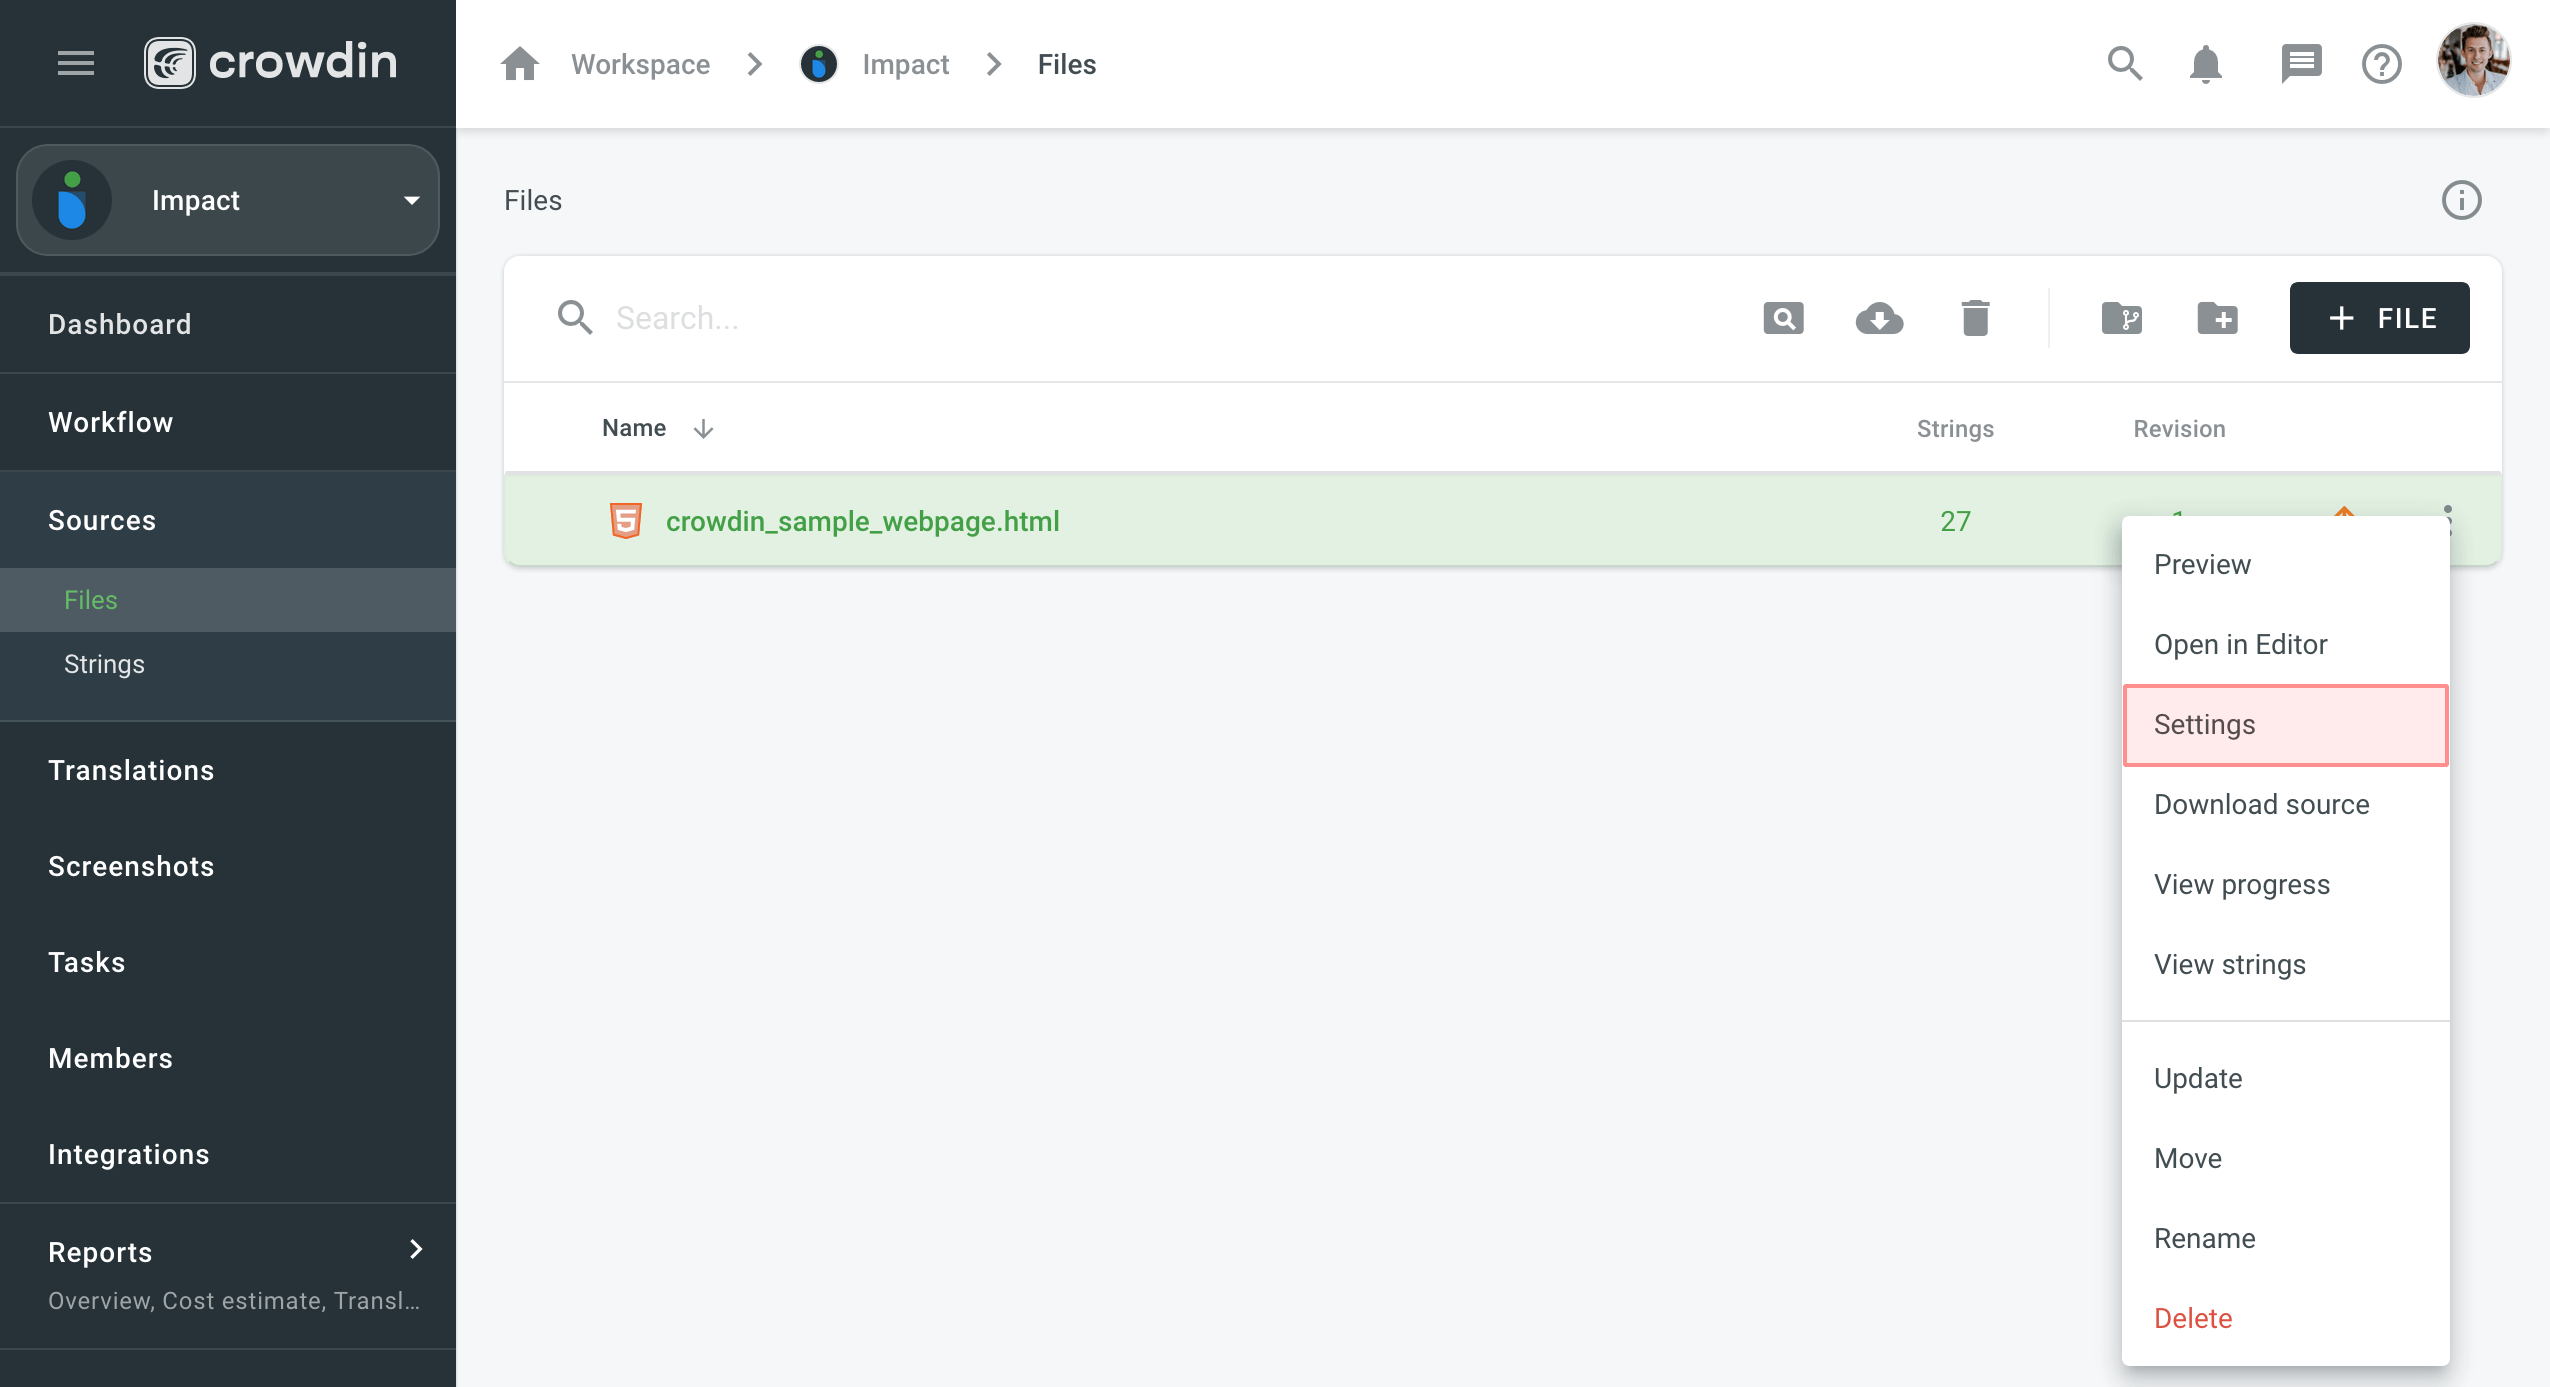 crowdin
Workspace
Impact
Files
Impact
Dashboard
Workflow
Sources
Files
Strings
Translations
Screenshots
Tasks
Members
Integrations
Reports
Overview, Cost estimate, Transl...
Files
Search...
+ FILE
Name
Strings
Revision
crowdin_sample_webpage.html
27
Preview
Open in Editor
Settings
Download source
View progress
View strings
Update
Move
Rename
Delete